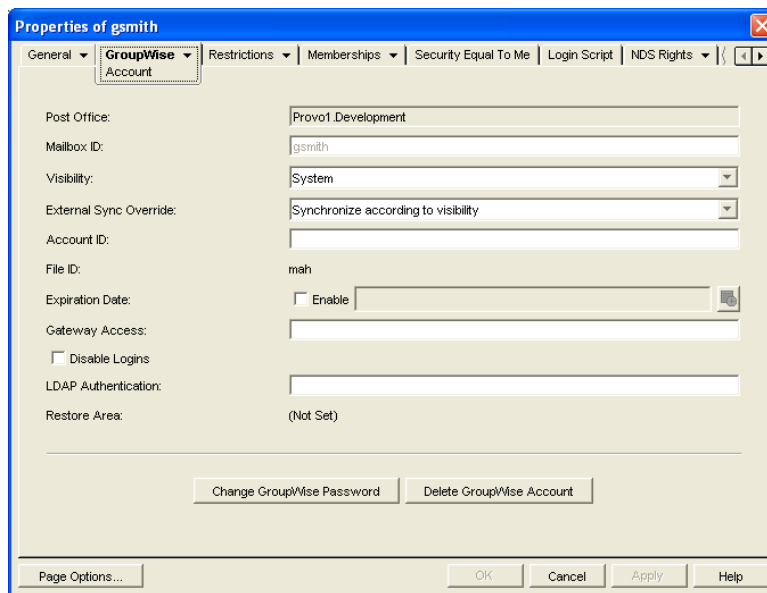 Properties of gsmith
General GroupWise Restrictions Memberships Security Equal To Me Login Script NDS Rights
Account
Post Office: Provo1.Development
Mailbox ID: gsmith
Visibility: System
External Sync Override: Synchronize according to visibility
Account ID:
File ID: mah
Expiration Date: Enable
Gateway Access:
Disable Logins
LDAP Authentication:
Restore Area: (Not Set)
Change GroupWise Password Delete GroupWise Account
Page Options... OK Cancel Apply Help